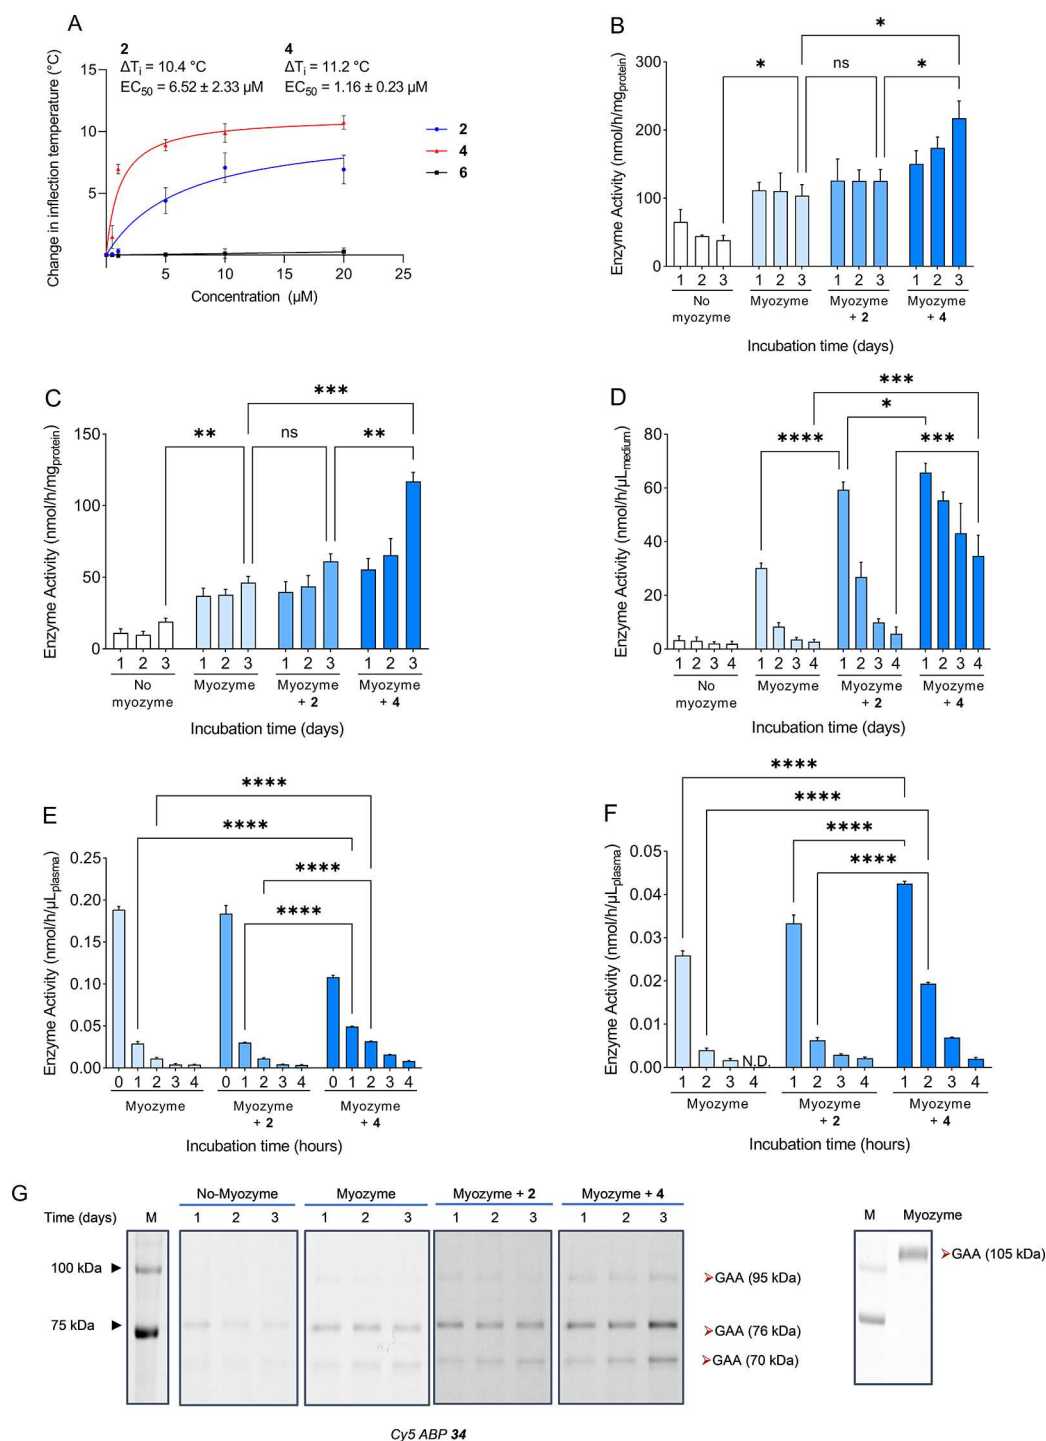 A
2
ΔTi = 10.4 °C
EC50 = 6.52 ± 2.33 µM
4
ΔTi = 11.2 °C
EC50 = 1.16 ± 0.23 µM
Change in inflection temperature (°C)
15
10
5
5 10 15 20 25
Concentration (µM)
2
4
6
B
Enzyme Activity (nmol/h/mgprotein)
300
200
100
0
*
* ns *
1 2 3 1 2 3 1 2 3 1 2 3
No myozyme
Myozyme
Myozyme + 2
Myozyme + 4
Incubation time (days)
C
Enzyme Activity (nmol/h/mgprotein)
150
100
50
0
***
** ns **
1 2 3 1 2 3 1 2 3 1 2 3
No myozyme
Myozyme
Myozyme + 2
Myozyme + 4
Incubation time (days)
D
Enzyme Activity (nmol/h/µLmedium)
80
60
40
20
0
***
*
**** ***
1 2 3 4 1 2 3 4 1 2 3 4 1 2 3 4
No myozyme
Myozyme
Myozyme + 2
Myozyme + 4
Incubation time (days)
E
Enzyme Activity (nmol/h/µLplasma)
0.25
0.20
0.15
0.10
0.05
0.00
****
****
****
****
0 1 2 3 4 0 1 2 3 4 0 1 2 3 4
Myozyme
Myozyme + 2
Myozyme + 4
Incubation time (hours)
F
Enzyme Activity (nmol/h/µLplasma)
0.05
0.04
0.03
0.02
0.01
0.00
****
****
****
****
N.D.
1 2 3 4 1 2 3 4 1 2 3 4
Myozyme
Myozyme + 2
Myozyme + 4
Incubation time (hours)
G
No-Myozyme Myozyme Myozyme + 2 Myozyme + 4
Time (days) M 1 2 3 1 2 3 1 2 3 1 2 3
100 kDa
75 kDa
GAA (95 kDa)
GAA (76 kDa)
GAA (70 kDa)
M Myozyme
GAA (105 kDa)
Cy5 ABP 34